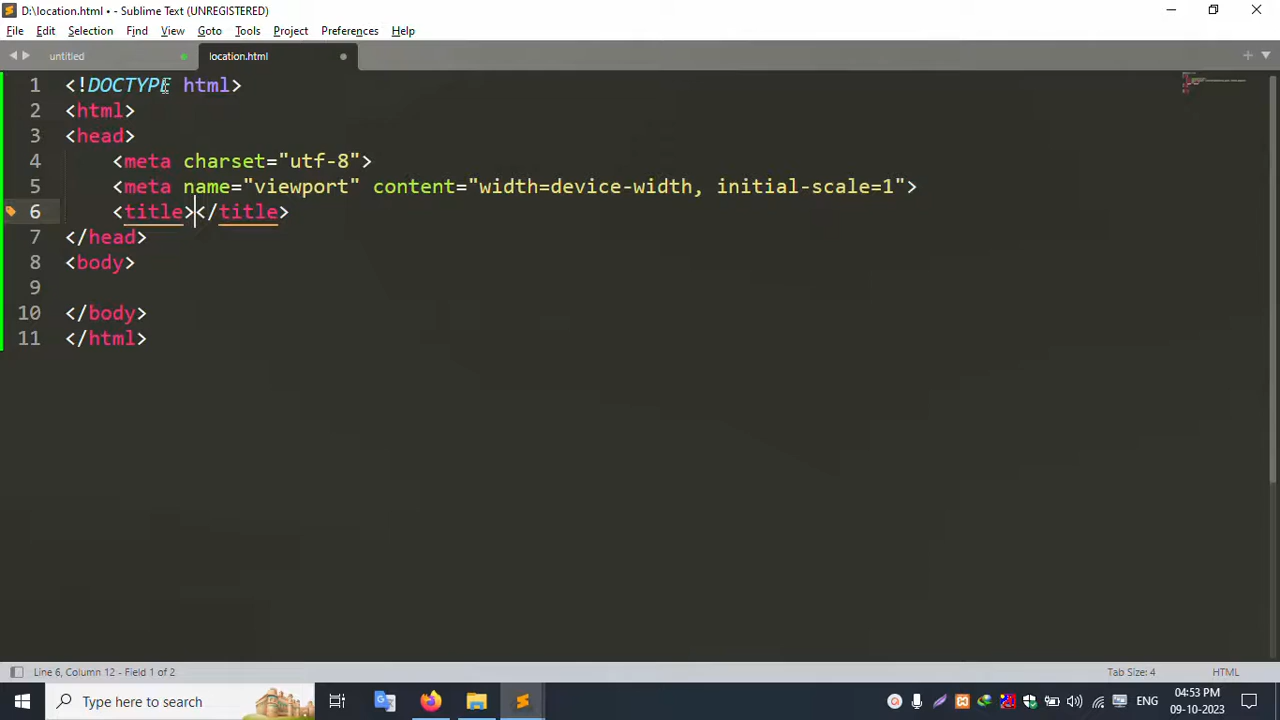 D:\location.html • - Sublime Text (UNREGISTERED)
File Edit Selection Find View Goto Tools Project Preferences Help
untitled location.html
1 <!DOCTYPE html>
2 <html>
3 <head>
4 <meta charset="utf-8">
5 <meta name="viewport" content="width=device-width, initial-scale=1">
6 <title></title>
7 </head>
8 <body>
9
10 </body>
11 </html>
Line 6, Column 12 - Field 1 of 2 Tab Size: 4 HTML
Type here to search ENG 04:53 PM
09-10-2023